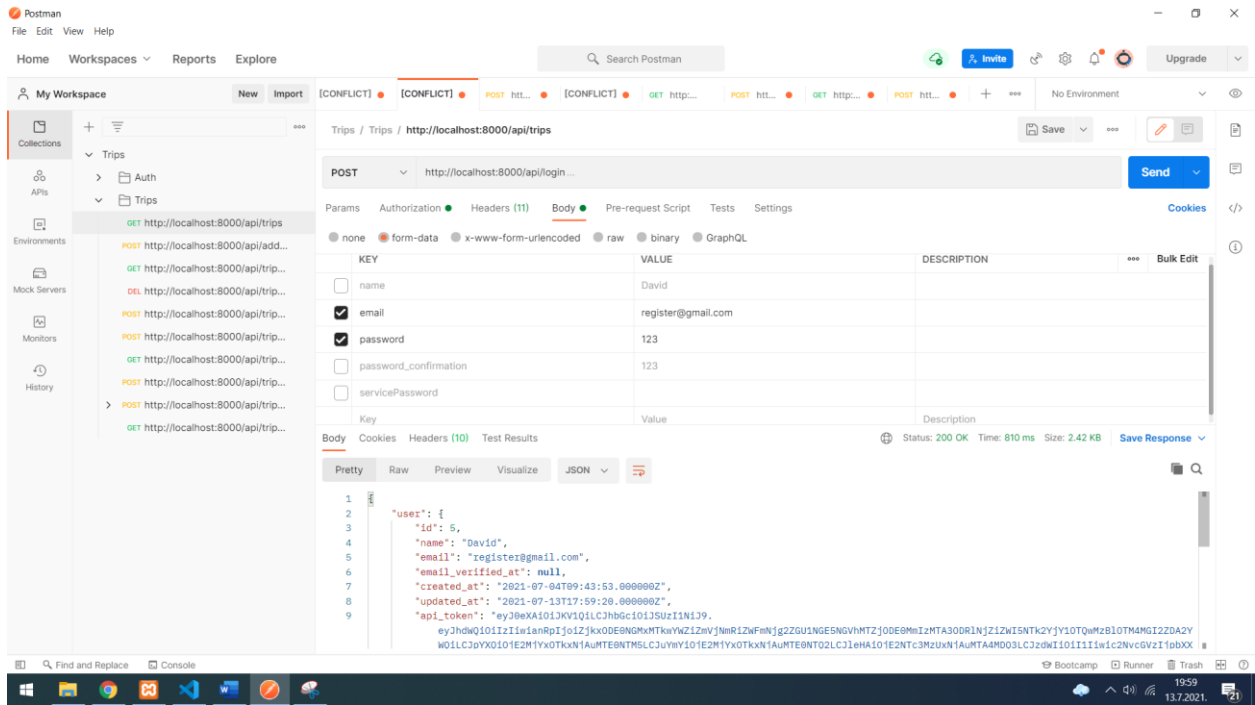 Postman
File Edit View Help
Home Workspaces Reports Explore Search Postman Invite Upgrade
My Workspace New Import [CONFLICT] [CONFLICT] POST htt... [CONFLICT] GET http:... POST htt... GET http:... POST htt... No Environment
Collections
APIs
Environments
Mock Servers
Monitors
History
Trips
Auth
Trips
GET http://localhost:8000/api/trips
POST http://localhost:8000/api/add...
GET http://localhost:8000/api/trip...
DEL http://localhost:8000/api/trip...
POST http://localhost:8000/api/trip...
POST http://localhost:8000/api/trip...
GET http://localhost:8000/api/trip...
POST http://localhost:8000/api/trip...
POST http://localhost:8000/api/trip...
GET http://localhost:8000/api/trip...
Trips / Trips / http://localhost:8000/api/trips Save
POST http://localhost:8000/api/login... Send
Params Authorization Headers (11) Body Pre-request Script Tests Settings Cookies
none form-data x-www-form-urlencoded raw binary GraphQL
KEY VALUE DESCRIPTION Bulk Edit
name David
email register@gmail.com
password 123
password_confirmation 123
servicePassword
Key Value Description
Body Cookies Headers (10) Test Results Status: 200 OK Time: 810 ms Size: 2.42 KB Save Response
Pretty Raw Preview Visualize JSON
1 {
2 "user": {
3 "id": 5,
4 "name": "David",
5 "email": "register@gmail.com",
6 "email_verified_at": null,
7 "created_at": "2021-07-04T09:43:53.000000Z",
8 "updated_at": "2021-07-13T17:59:20.000000Z",
9 "api_token": "eyJ0eXAiOiJKV1QiLCJhbGciOiJSUzI1NiJ9.
Find and Replace Console Bootcamp Runner Trash
19:59
13.7.2021.
21